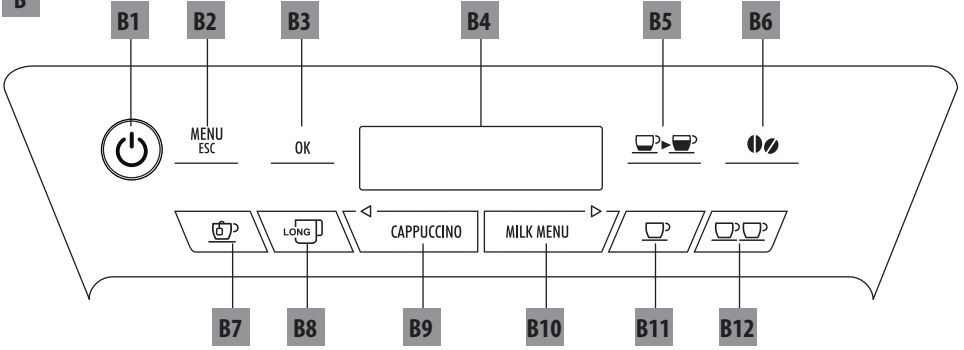 B
B1 B2 B3 B4 B5 B6
MENU
ESC
OK
LONG
CAPPUCCINO
MILK MENU
B7 B8 B9 B10 B11 B12